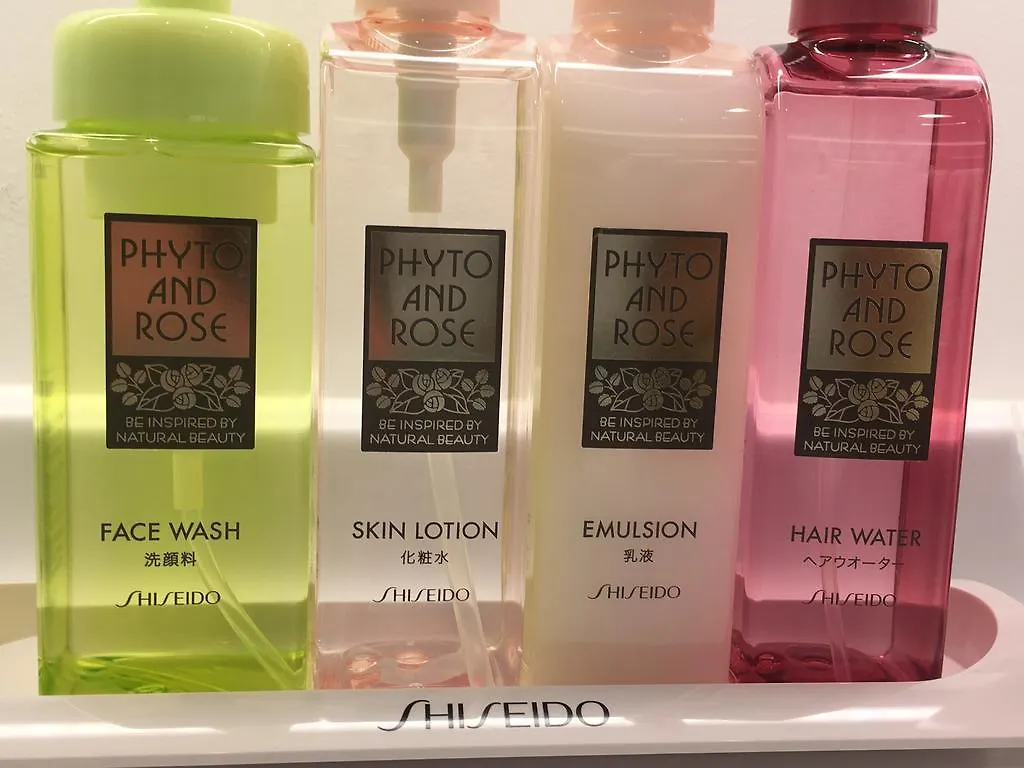 PHYTO
AND
ROSE
BE INSPIRED BY
NATURAL BEAUTY
FACE WASH
洗顔料
SHISEIDO
PHYTO
AND
ROSE
BE INSPIRED BY
NATURAL BEAUTY
SKIN LOTION
化粧水
SHISEIDO
PHYTO
AND
ROSE
BE INSPIRED BY
NATURAL BEAUTY
EMULSION
乳液
SHISEIDO
PHYTO
AND
ROSE
BE INSPIRED BY
NATURAL BEAUTY
HAIR WATER
ヘアウオーター
SHISEIDO
SHISEIDO